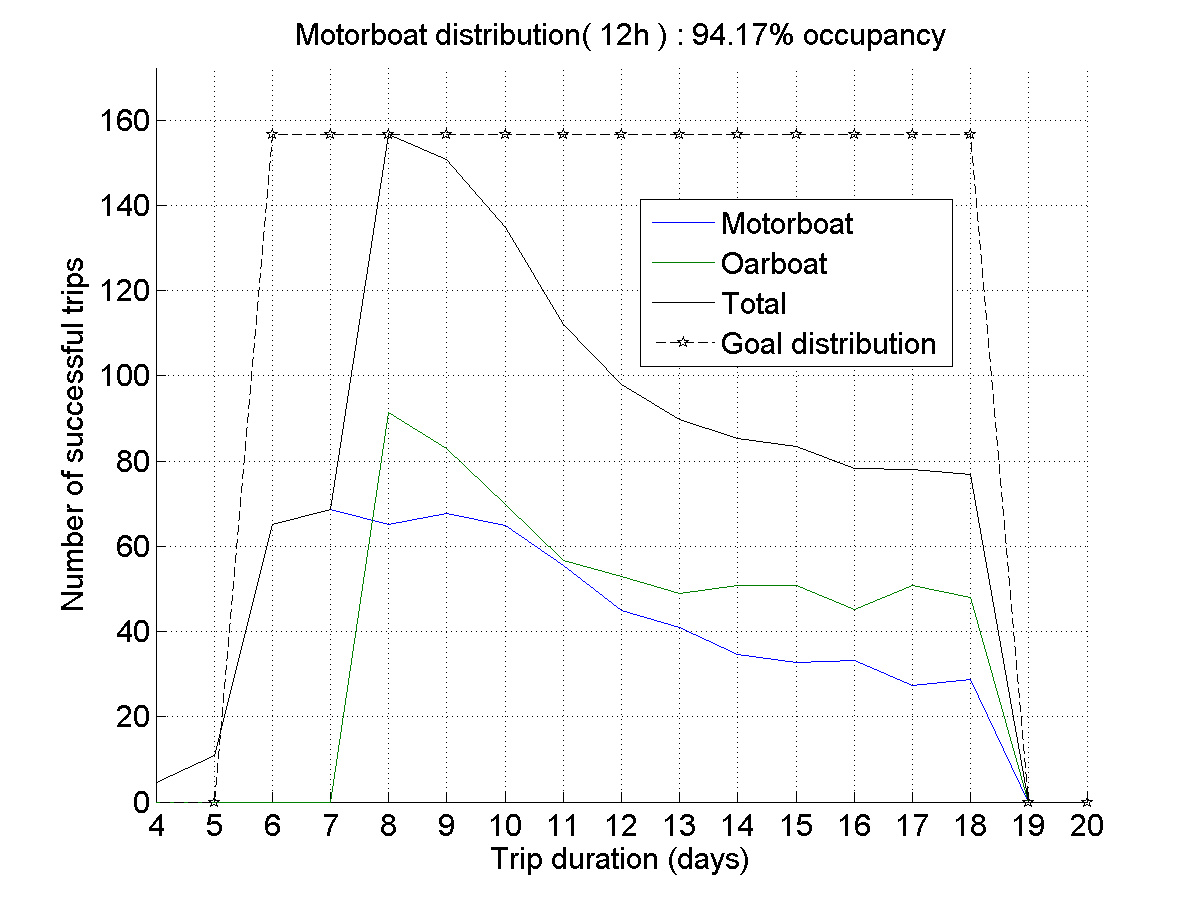 Motorboat distribution( 12h ) : 94.17% occupancy
160
140
120
100
80
60
40
20
0
Number of successful trips
Motorboat
Oarboat
Total
Goal distribution
4 5 6 7 8 9 10 11 12 13 14 15 16 17 18 19 20
Trip duration (days)